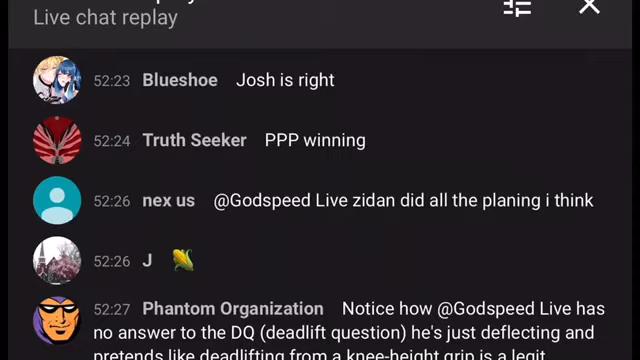 Live chat replay
52:23 Blueshoe Josh is right
52:24 Truth Seeker PPP winning
52:26 nex us @Godspeed Live zidan did all the planing i think
52:26 J 🌽
52:27 Phantom Organization Notice how @Godspeed Live has
no answer to the DQ (deadlift question) he's just deflecting and
pretends like deadlifting from a knee-height grip is a legit